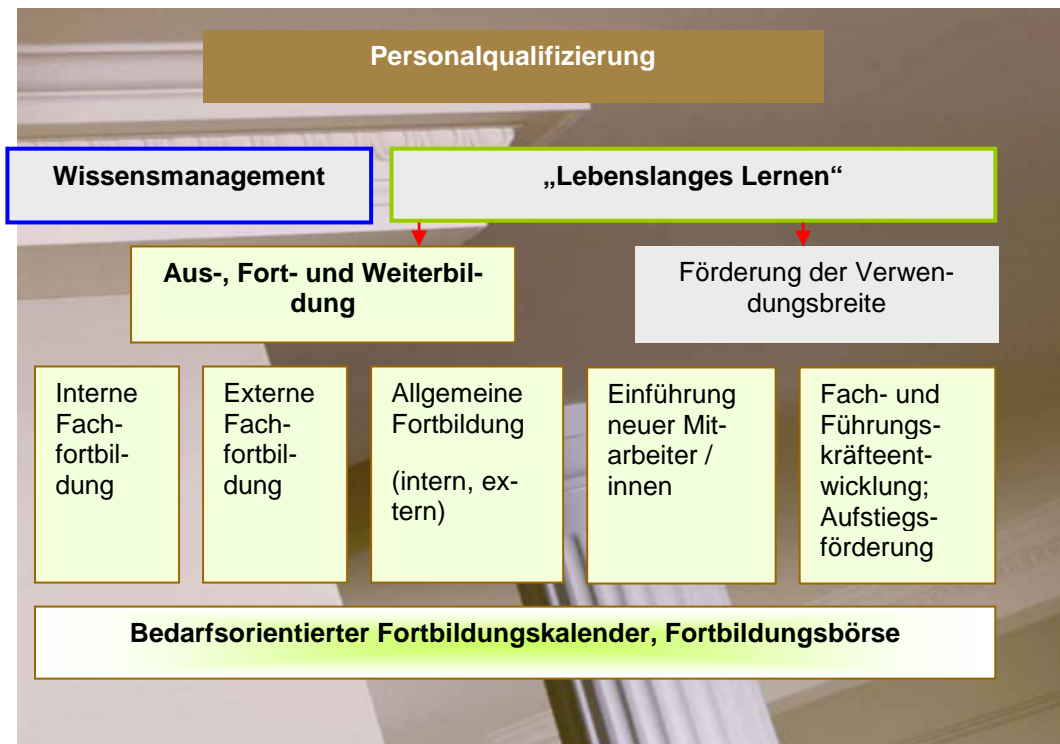 Personalqualifizierung
Wissensmanagement
„Lebenslanges Lernen“
Aus-, Fort- und Weiterbil-
dung
Förderung der Verwen-
dungsbreite
Interne
Fach-
fortbil-
dung
Externe
Fach-
fortbil-
dung
Allgemeine
Fortbildung
(intern, ex-
tern)
Einführung
neuer Mit-
arbeiter /
innen
Fach- und
Führungs-
kräfteent-
wicklung;
Aufstiegs-
förderung
Bedarfsorientierter Fortbildungskalender, Fortbildungsbörse